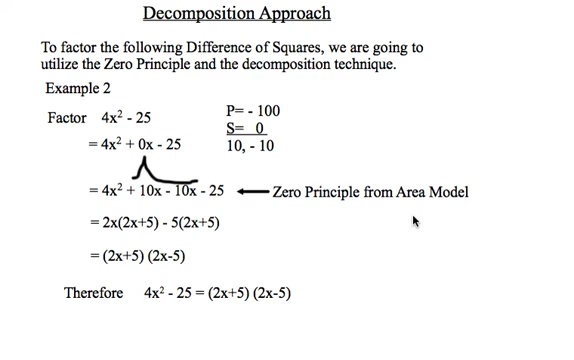 Decomposition Approach
To factor the following Difference of Squares, we are going to
utilize the Zero Principle and the decomposition technique.
Example 2
Factor 4x² - 25
P= - 100
S= 0
10, - 10
= 4x² + 0x - 25
= 4x² + 10x - 10x - 25
Zero Principle from Area Model
= 2x(2x+5) - 5(2x+5)
= (2x+5) (2x-5)
Therefore 4x² - 25 = (2x+5) (2x-5)